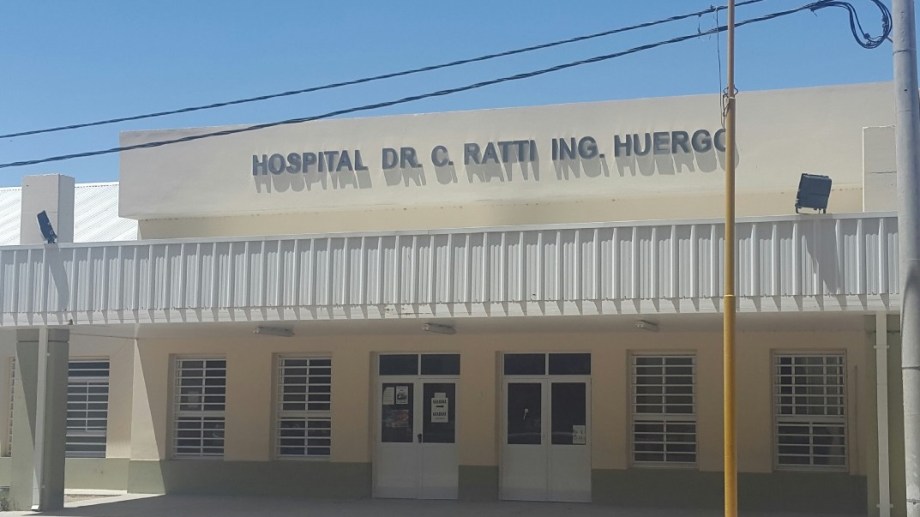 HOSPITAL DR. C. RATTI ING. HUERGO